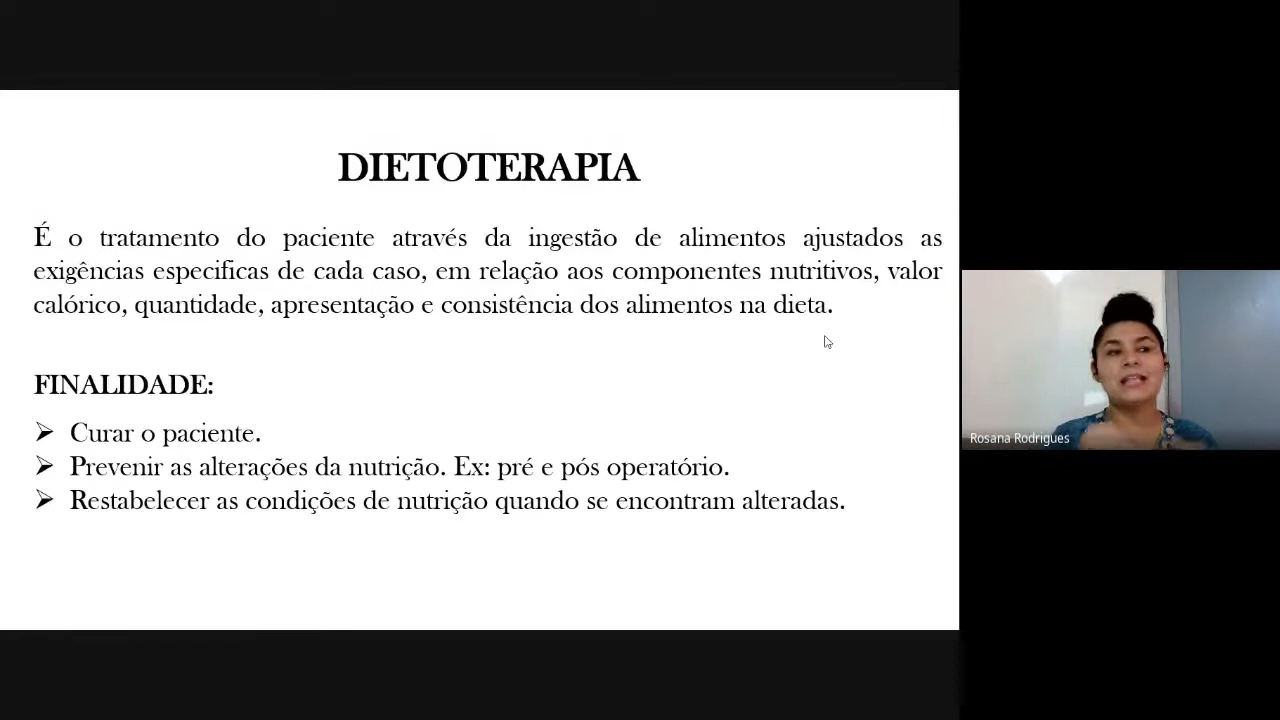 DIETOTERAPIA
É o tratamento do paciente através da ingestão de alimentos ajustados as
exigências especificas de cada caso, em relação aos componentes nutritivos, valor
calórico, quantidade, apresentação e consistência dos alimentos na dieta.
FINALIDADE:
Curar o paciente.
Prevenir as alterações da nutrição. Ex: pré e pós operatório.
Restabelecer as condições de nutrição quando se encontram alteradas.
Rosana Rodrigues